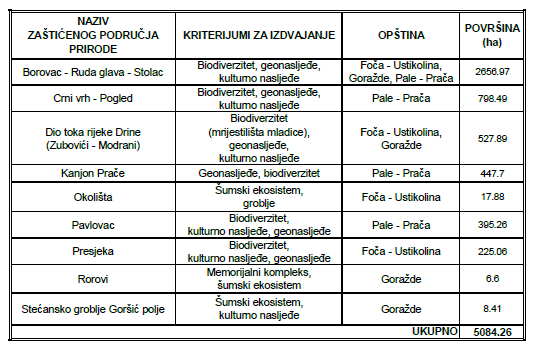 NAZIV
ZAŠTIĆENOG PODRUČJA
PRIRODE
KRITERIJUMI ZA IZDVAJANJE
OPŠTINA
POVRŠINA
(ha)
Borovac - Ruda glava - Stolac
Biodiverzitet, geonasljeđe,
kulturno nasljeđe
Foča - Ustikolina,
Goražde, Pale - Prača
2656.97
Crni vrh - Pogled
Biodiverzitet, geonasljeđe,
kulturno nasljeđe
Pale - Prača
798.49
Dio toka rijeke Drine
(Zubovići - Modrani)
Biodiverzitet
(mrijestilišta mladice),
geonasljeđe,
kulturno nasljeđe
Foča - Ustikolina,
Goražde
527.89
Kanjon Prače
Geonasljeđe, biodiverzitet
Pale - Prača
447.7
Okolišta
Šumski ekosistem,
groblje
Foča - Ustikolina
17.88
Pavlovac
Biodiverzitet,
kulturno nasljeđe, geonasljeđe
Pale - Prača
395.26
Presjeka
Biodiverzitet,
kulturno nasljeđe, geonasljeđe
Foča - Ustikolina
225.06
Rorovi
Memorijalni kompleks,
šumski ekosistem
Goražde
6.6
Stećansko groblje Goršić polje
Šumski ekosistem,
kulturno nasljeđe
Goražde
8.41
UKUPNO
5084.26